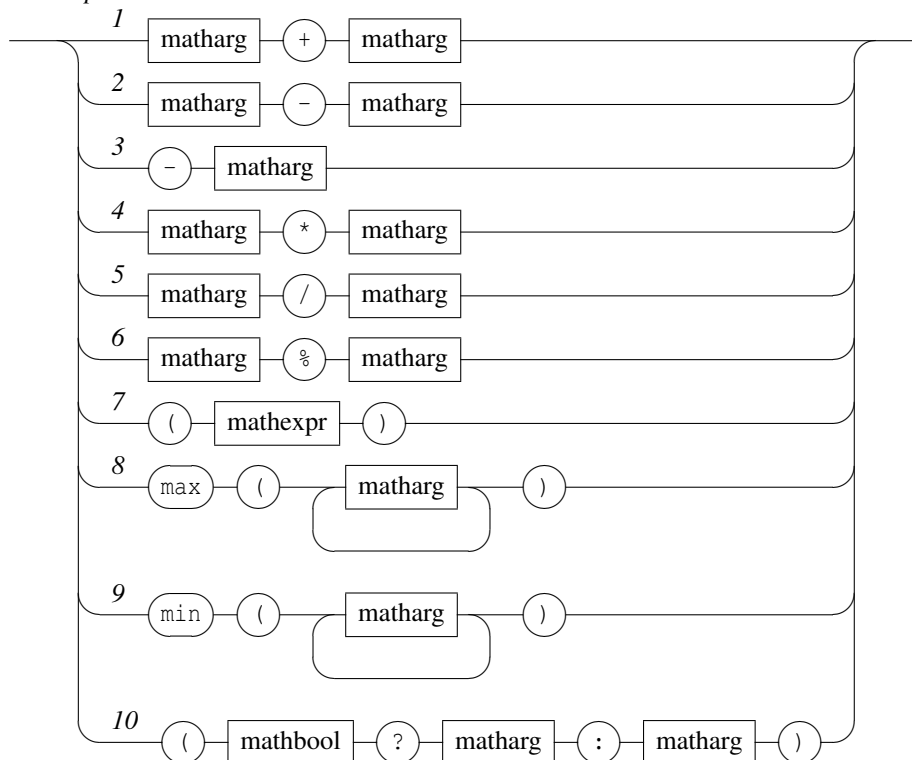 1
matharg + matharg
2
matharg - matharg
3
- matharg
4
matharg * matharg
5
matharg / matharg
6
matharg % matharg
7
( mathexpr )
8
max ( matharg )
9
min ( matharg )
10
( mathbool ? matharg : matharg )